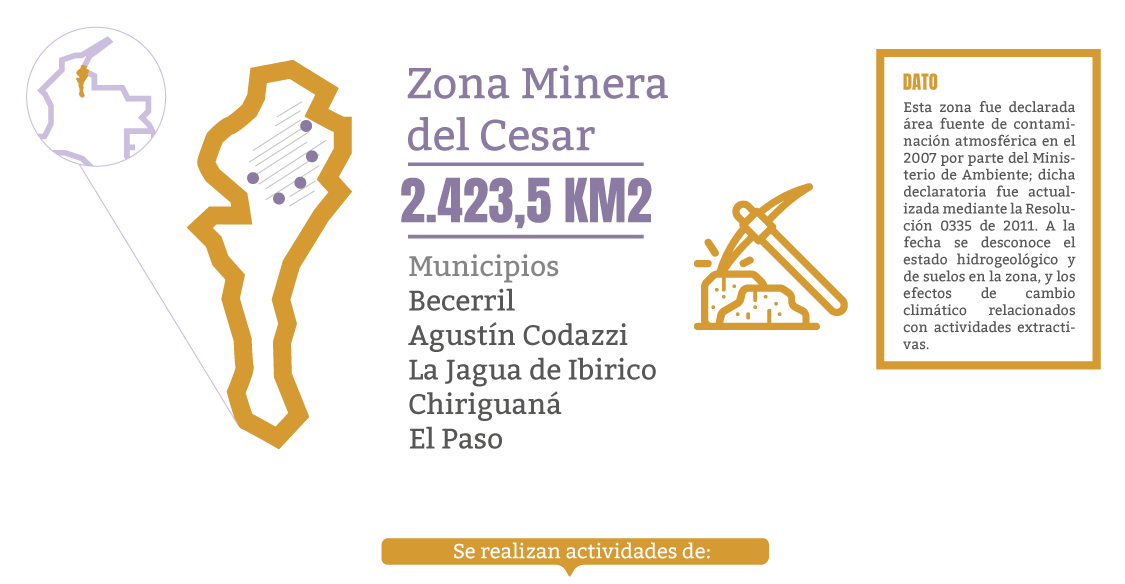 Zona Minera
del Cesar
2.423,5 KM2
Municipios
Becerril
Agustín Codazzi
La Jagua de Ibirico
Chiriguaná
El Paso
DATO
Esta zona fue declarada
área fuente de contami-
nación atmosférica en el
2007 por parte del Minis-
terio de Ambiente; dicha
declaratoria fue actual-
izada mediante la Resolu-
ción 0335 de 2011. A la
fecha se desconoce el
estado hidrogeológico y
de suelos en la zona, y los
efectos de cambio
climático relacionados
con actividades extracti-
vas.
Se realizan actividades de: